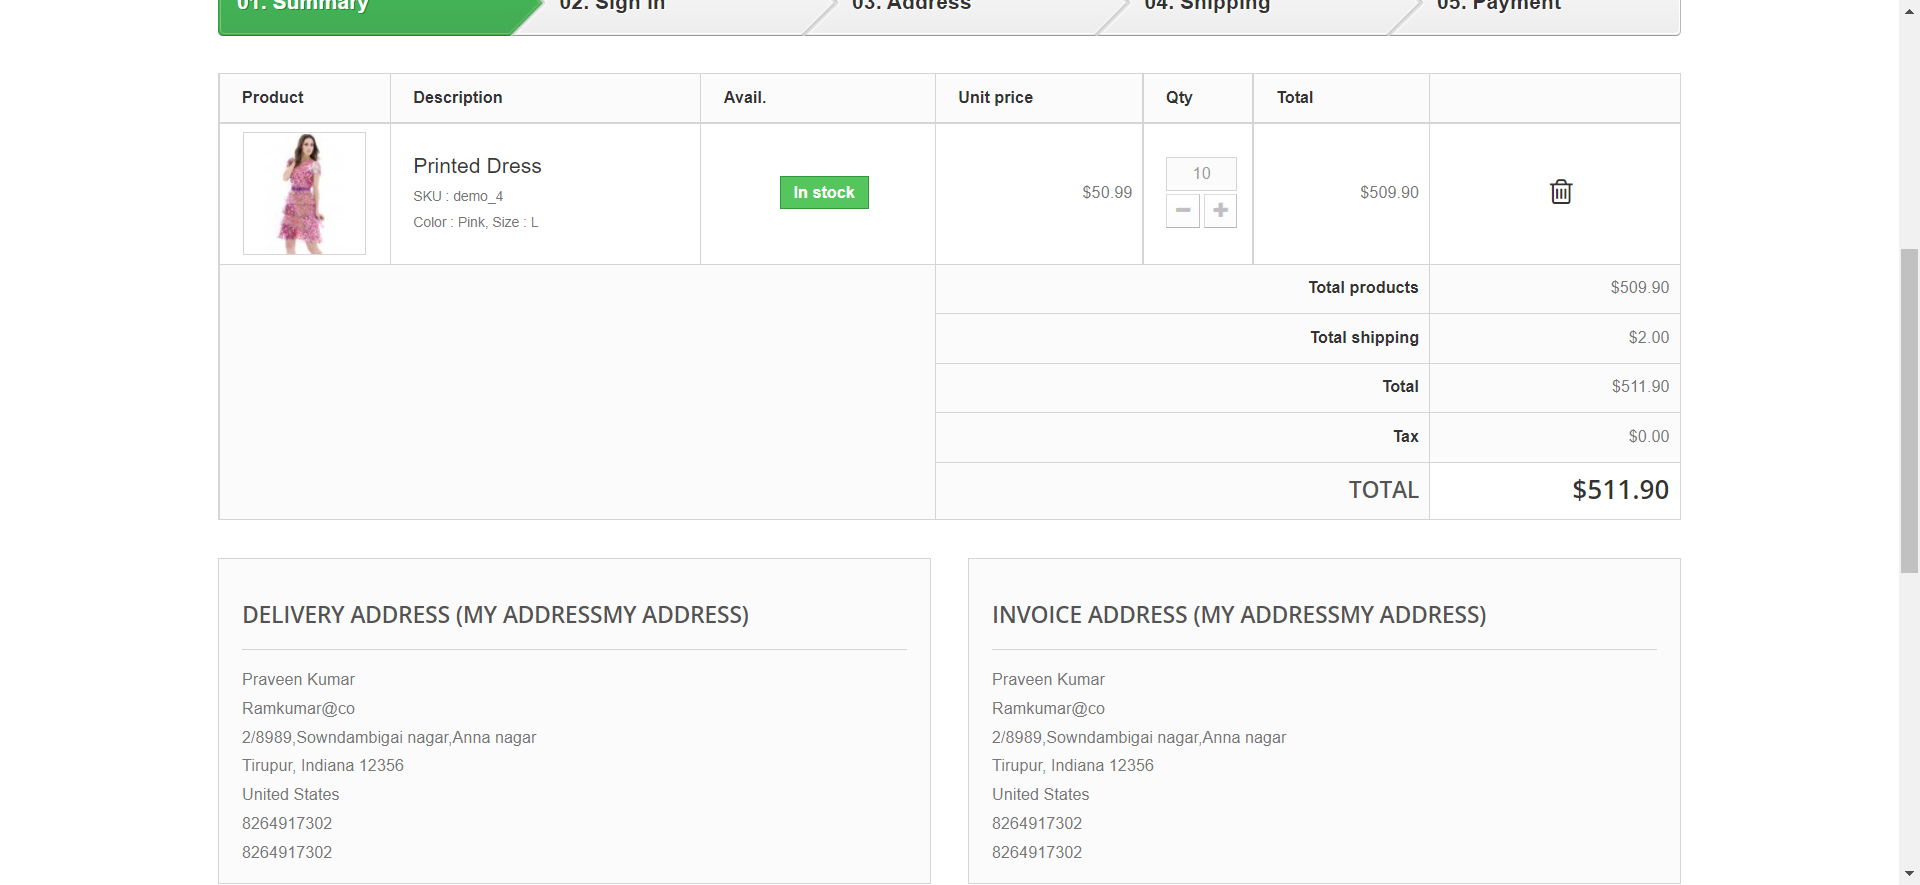 01. Summary
02. Sign in
03. Address
04. Shipping
05. Payment
Product Description Avail. Unit price Qty Total
Printed Dress
SKU : demo_4
Color : Pink, Size : L
In stock
$50.99
10
$509.90
Total products $509.90
Total shipping $2.00
Total $511.90
Tax $0.00
TOTAL $511.90
DELIVERY ADDRESS (MY ADDRESSMY ADDRESS)
Praveen Kumar
Ramkumar@co
2/8989,Sowndambigai nagar,Anna nagar
Tirupur, Indiana 12356
United States
8264917302
8264917302
INVOICE ADDRESS (MY ADDRESSMY ADDRESS)
Praveen Kumar
Ramkumar@co
2/8989,Sowndambigai nagar,Anna nagar
Tirupur, Indiana 12356
United States
8264917302
8264917302